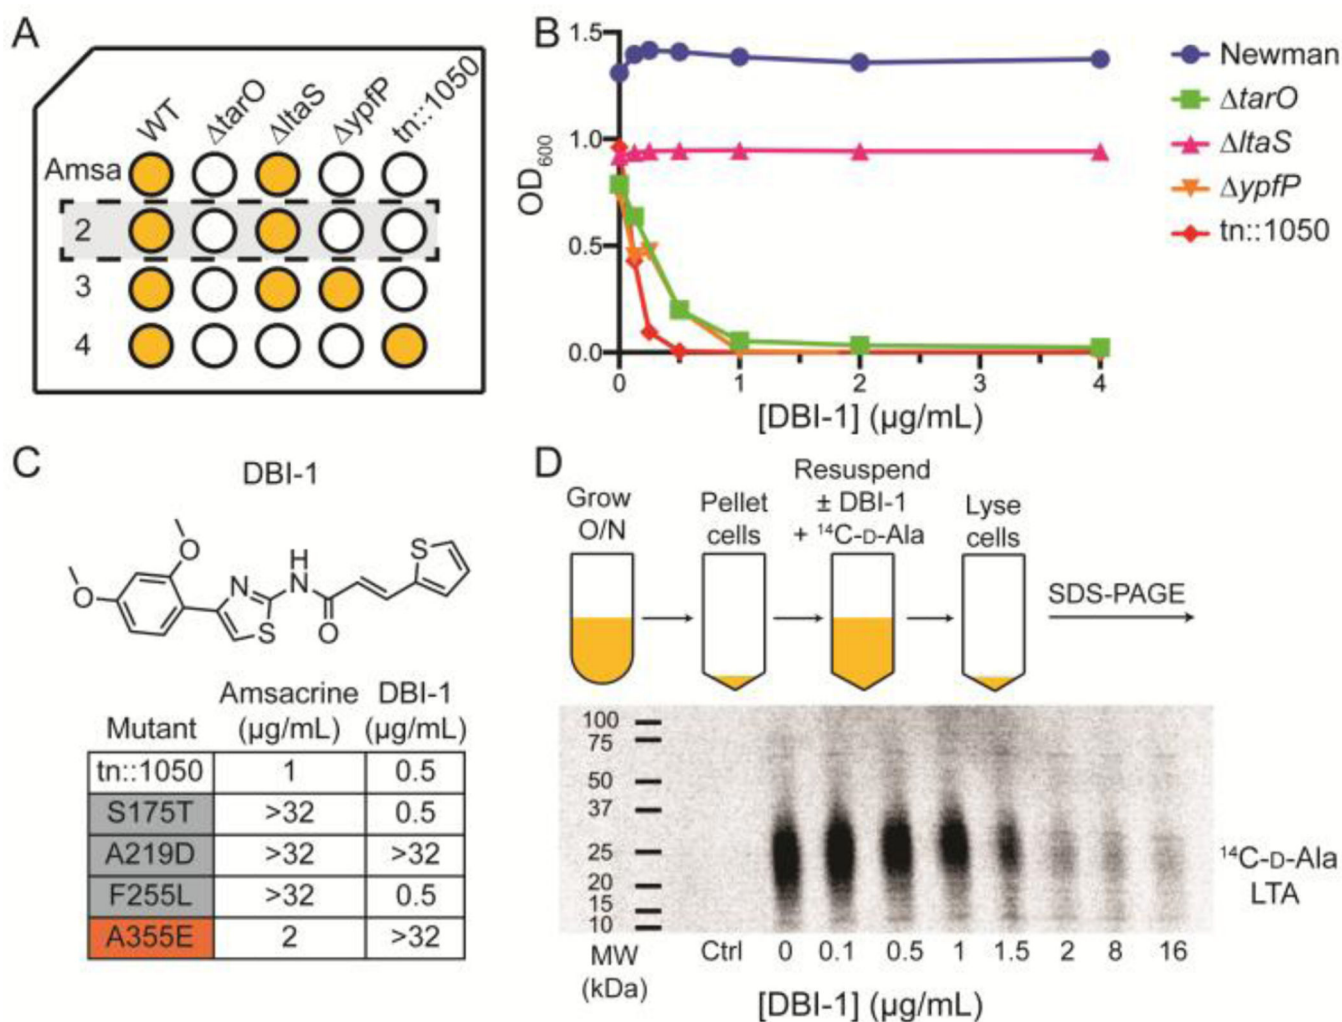 A
WT
ΔtarO
ΔltaS
ΔypfP
tn::1050
Amsa
2
3
4
B
1.5
1.0
0.5
0.0
OD600
0 1 2 3 4
[DBI-1] (µg/mL)
Newman
ΔtarO
ΔltaS
ΔypfP
tn::1050
C
DBI-1
O
O
N
S
H
N
O
S
Amsacrine DBI-1
Mutant (µg/mL) (µg/mL)
tn::1050 1 0.5
S175T >32 0.5
A219D >32 >32
F255L >32 0.5
A355E 2 >32
D
Grow
O/N
Pellet
cells
Resuspend
± DBI-1
+ ¹⁴C-D-Ala
Lyse
cells
SDS-PAGE
100
75
50
37
25
20
15
10
MW
(kDa)
Ctrl 0 0.1 0.5 1 1.5 2 8 16
[DBI-1] (µg/mL)
¹⁴C-D-Ala
LTA